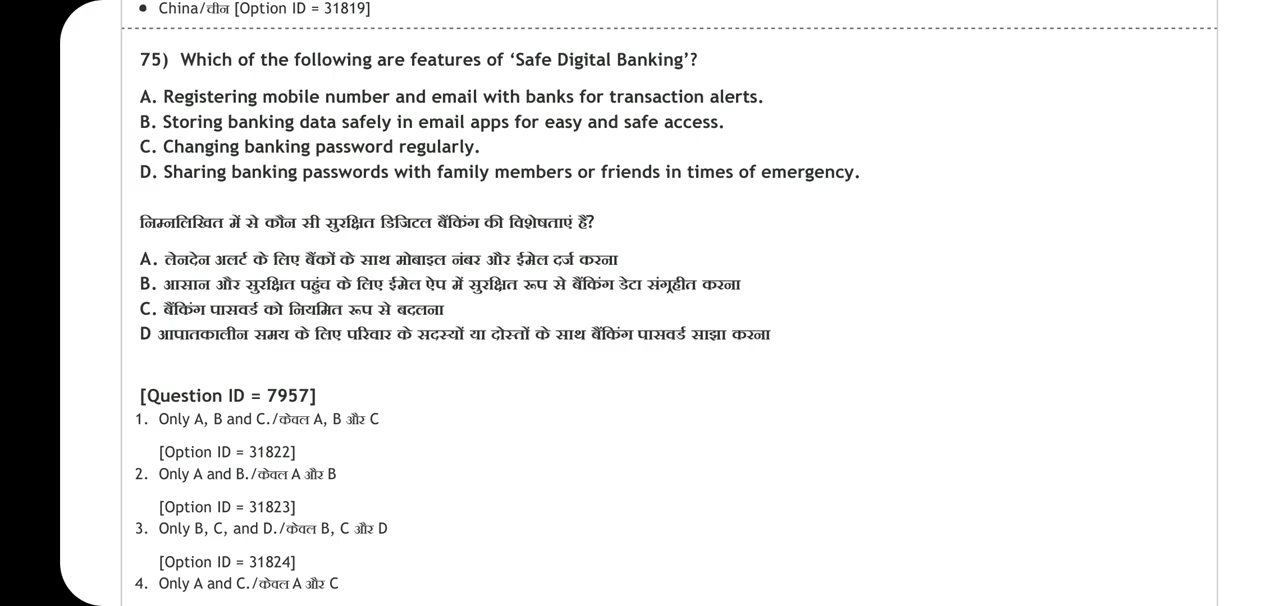 • China/चीन [Option ID = 31819]
75) Which of the following are features of ‘Safe Digital Banking’?
A. Registering mobile number and email with banks for transaction alerts.
B. Storing banking data safely in email apps for easy and safe access.
C. Changing banking password regularly.
D. Sharing banking passwords with family members or friends in times of emergency.
निम्नलिखित में से कौन सी सुरक्षित डिजिटल बैंकिंग की विशेषताएं हैं?
A. लेनदेन अलर्ट के लिए बैंकों के साथ मोबाइल नंबर और ईमेल दर्ज करना
B. आसान और सुरक्षित पहुंच के लिए ईमेल ऐप में सुरक्षित रूप से बैंकिंग डेटा संग्रहीत करना
C. बैंकिंग पासवर्ड को नियमित रूप से बदलना
D आपातकालीन समय के लिए परिवार के सदस्यों या दोस्तों के साथ बैंकिंग पासवर्ड साझा करना
[Question ID = 7957]
1. Only A, B and C./केवल A, B और C
[Option ID = 31822]
2. Only A and B./केवल A और B
[Option ID = 31823]
3. Only B, C, and D./केवल B, C और D
[Option ID = 31824]
4. Only A and C./केवल A और C